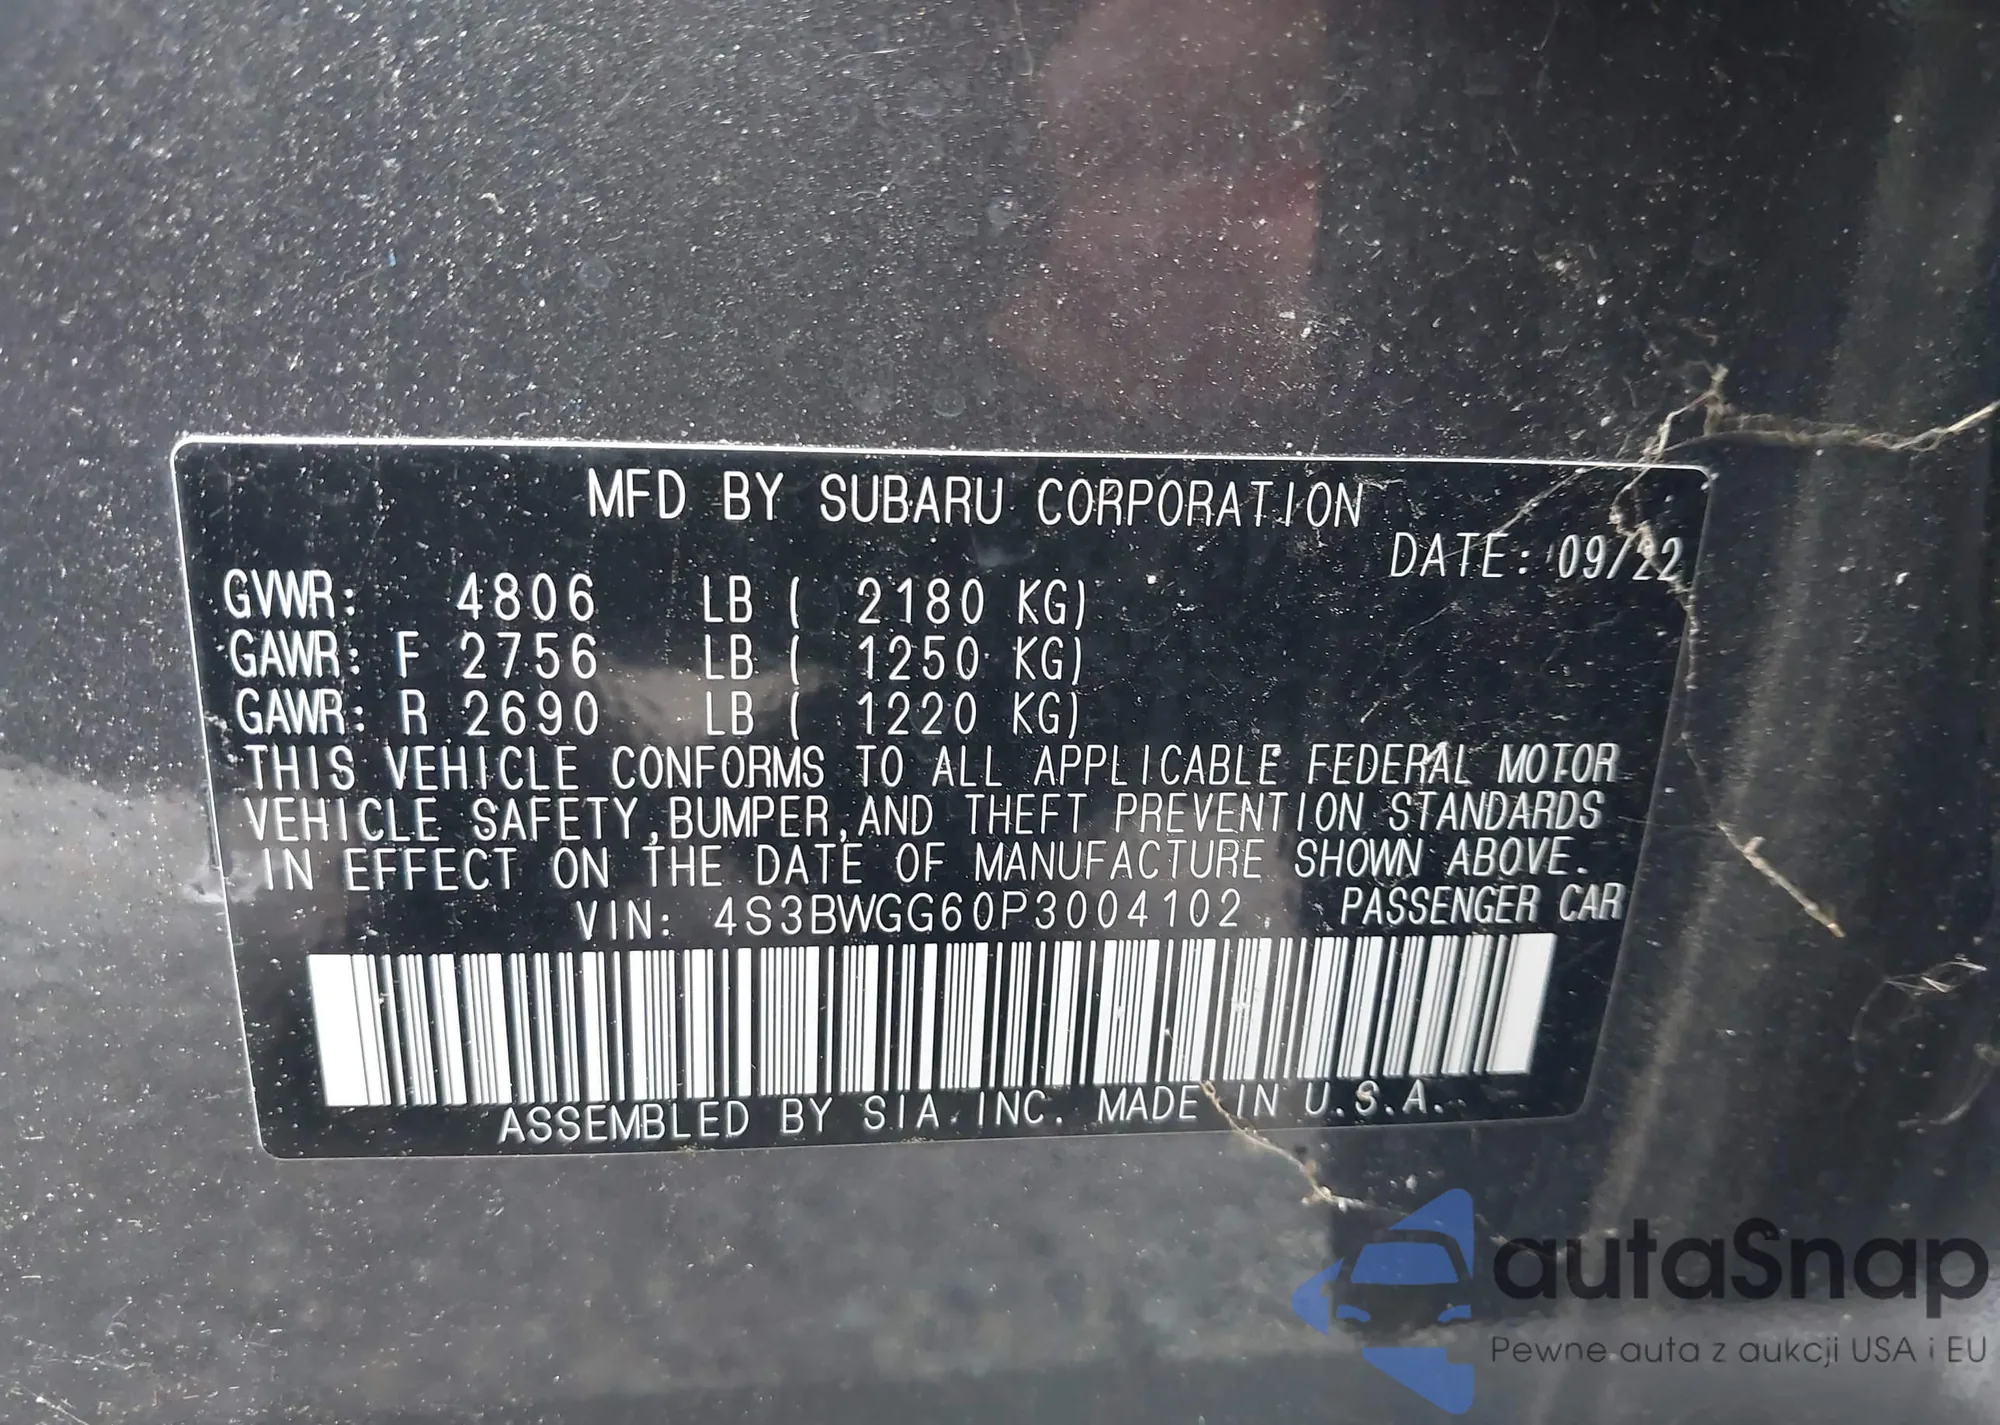 MFD BY SUBARU CORPORATION
DATE: 09/22
GVWR: 4806 LB ( 2180 KG)
GAWR: F 2756 LB ( 1250 KG)
GAWR: R 2690 LB ( 1220 KG)
THIS VEHICLE CONFORMS TO ALL APPLICABLE FEDERAL MOTOR
VEHICLE SAFETY,BUMPER,AND THEFT PREVENTION STANDARDS
IN EFFECT ON THE DATE OF MANUFACTURE SHOWN ABOVE.
VIN: 4S3BWGG60P3004102 PASSENGER CAR
ASSEMBLED BY SIA INC. MADE IN U.S.A.
autaSnap
Pewne auta z aukcji USA i EU